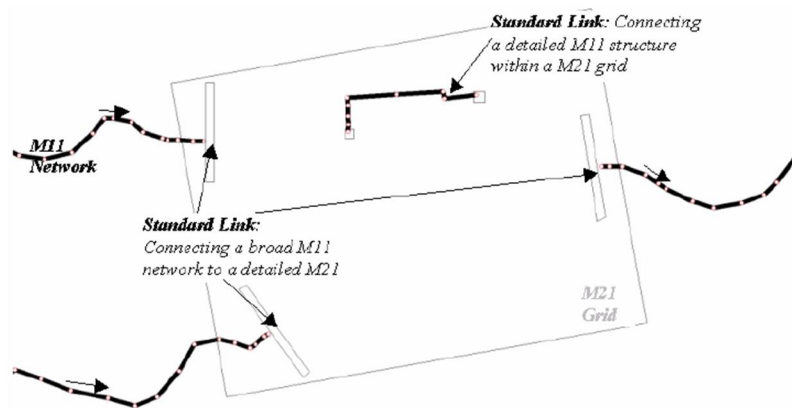 Standard Link: Connecting
a detailed M11 structure
within a M21 grid
M11
Network
Standard Link:
Connecting a broad M11
network to a detailed M21
M21
Grid